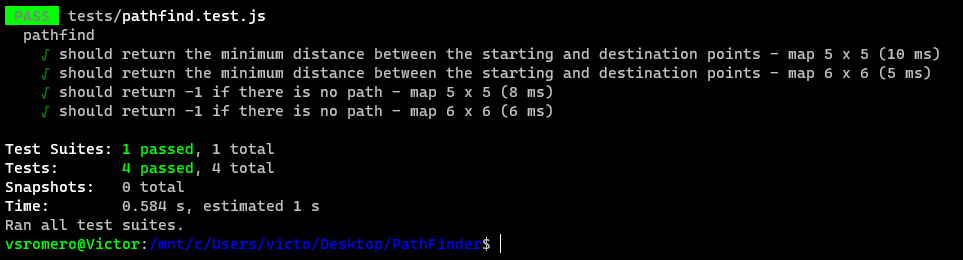 PASS tests/pathfind.test.js
pathfind
√ should return the minimum distance between the starting and destination points - map 5 x 5 (10 ms)
√ should return the minimum distance between the starting and destination points - map 6 x 6 (5 ms)
√ should return -1 if there is no path - map 5 x 5 (8 ms)
√ should return -1 if there is no path - map 6 x 6 (6 ms)
Test Suites: 1 passed, 1 total
Tests: 4 passed, 4 total
Snapshots: 0 total
Time: 0.584 s, estimated 1 s
Ran all test suites.
vsromero@Victor:/mnt/c/Users/victo/Desktop/PathFinder$